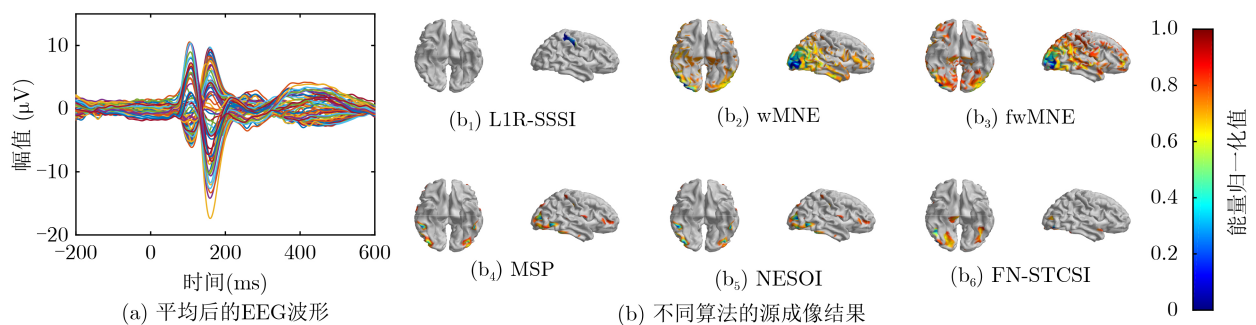 10
0
−10
−20
幅值 (μV)
−200 0 200 400 600
时间(ms)
(a) 平均后的EEG波形
(b₁) L1R-SSSI
(b₂) wMNE
(b₃) fwMNE
(b₄) MSP
(b₅) NESOI
(b₆) FN-STCSI
(b) 不同算法的源成像结果
1.0
0.8
0.6
0.4
0.2
0
能量归一化值